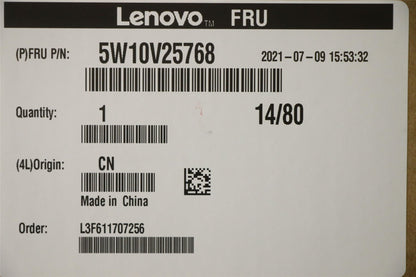 Lenovo™ FRU
(P)FRU P/N: 5W10V25768 2021-07-09 15:53:32
Quantity: 1 14/80
(4L)Origin: CN
Made in China
Order: L3F611707256